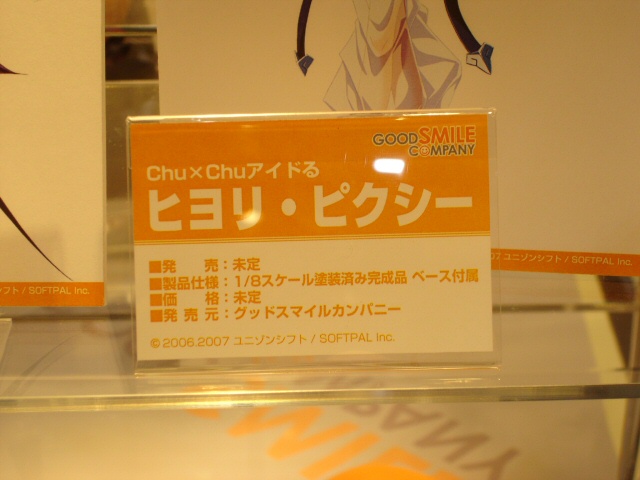 GOOD SMILE
COMPANY
Chu×Chuアイドる
ヒヨリ・ピクシー
■発　売：未定
■製品仕様：1/8スケール塗装済み完成品 ベース付属
■価　格：未定
■発 売 元：グッドスマイルカンパニー
©2006.2007 ユニゾンシフト / SOFTPAL Inc.
シフト / SOFTPAL Inc.
07 ユニゾンシフト / SOFTPAL Inc.